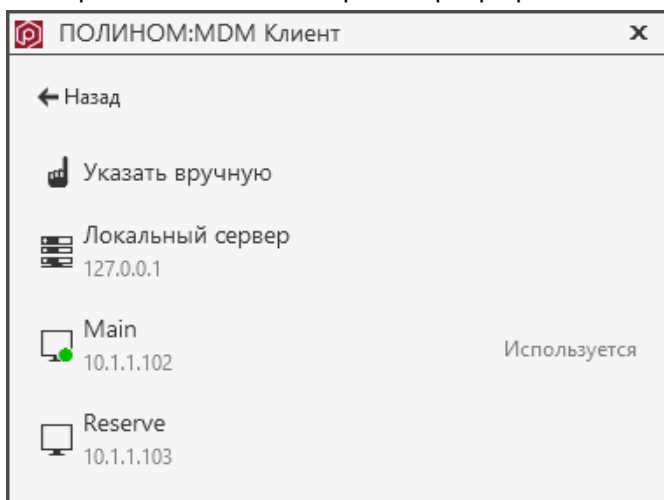 ПОЛИНОМ:MDM Клиент
Назад
Указать вручную
Локальный сервер
127.0.0.1
Main
10.1.1.102
Используется
Reserve
10.1.1.103